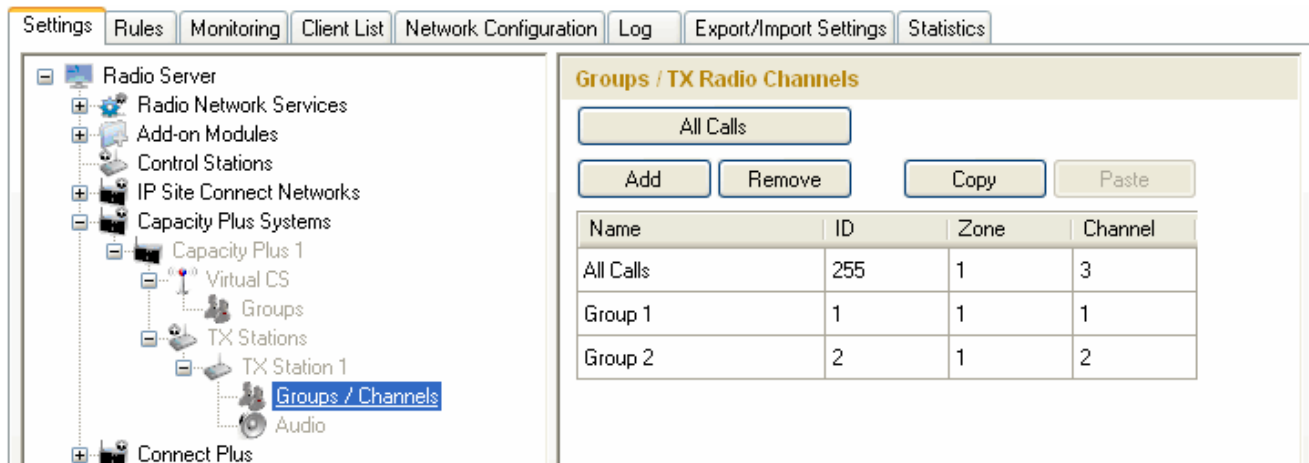 Settings Rules Monitoring Client List Network Configuration Log Export/Import Settings Statistics
Radio Server
Radio Network Services
Add-on Modules
Control Stations
IP Site Connect Networks
Capacity Plus Systems
Capacity Plus 1
Virtual CS
Groups
TX Stations
TX Station 1
Groups / Channels
Audio
Connect Plus
Groups / TX Radio Channels
All Calls
Add Remove Copy Paste
Name ID Zone Channel
All Calls 255 1 3
Group 1 1 1 1
Group 2 2 1 2